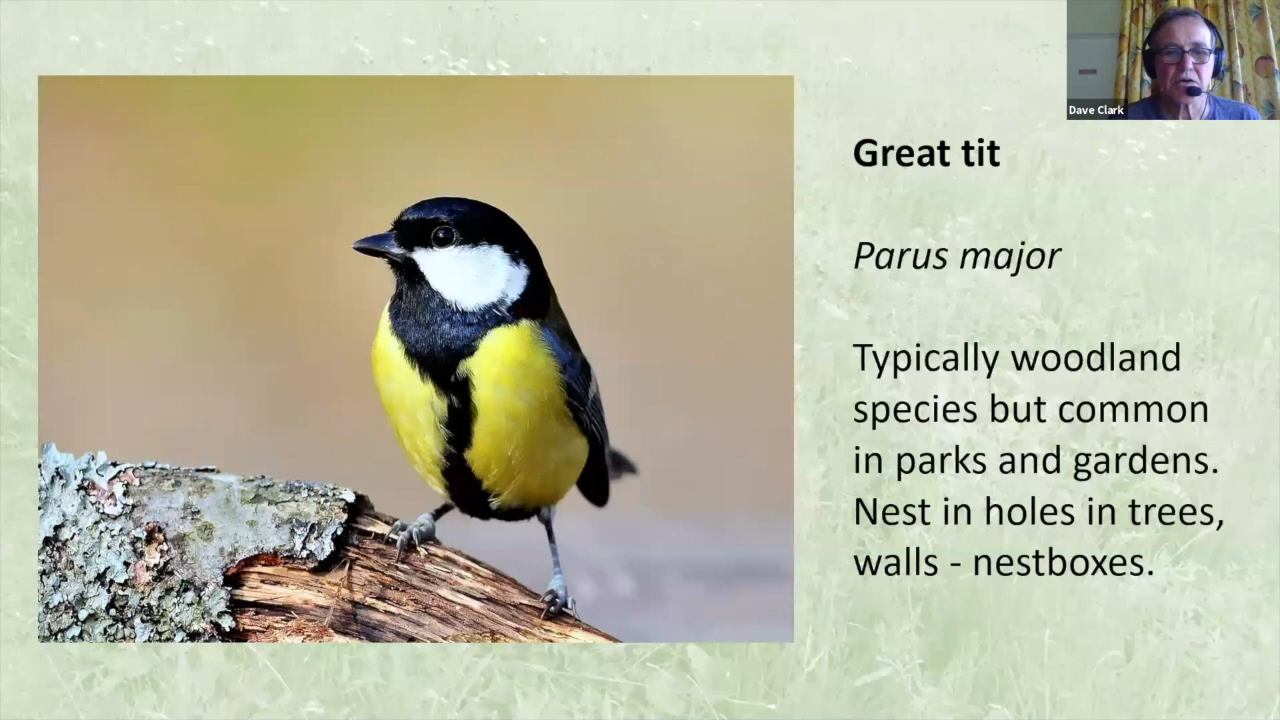 Dave Clark
Great tit
Parus major
Typically woodland
species but common
in parks and gardens.
Nest in holes in trees,
walls - nestboxes.